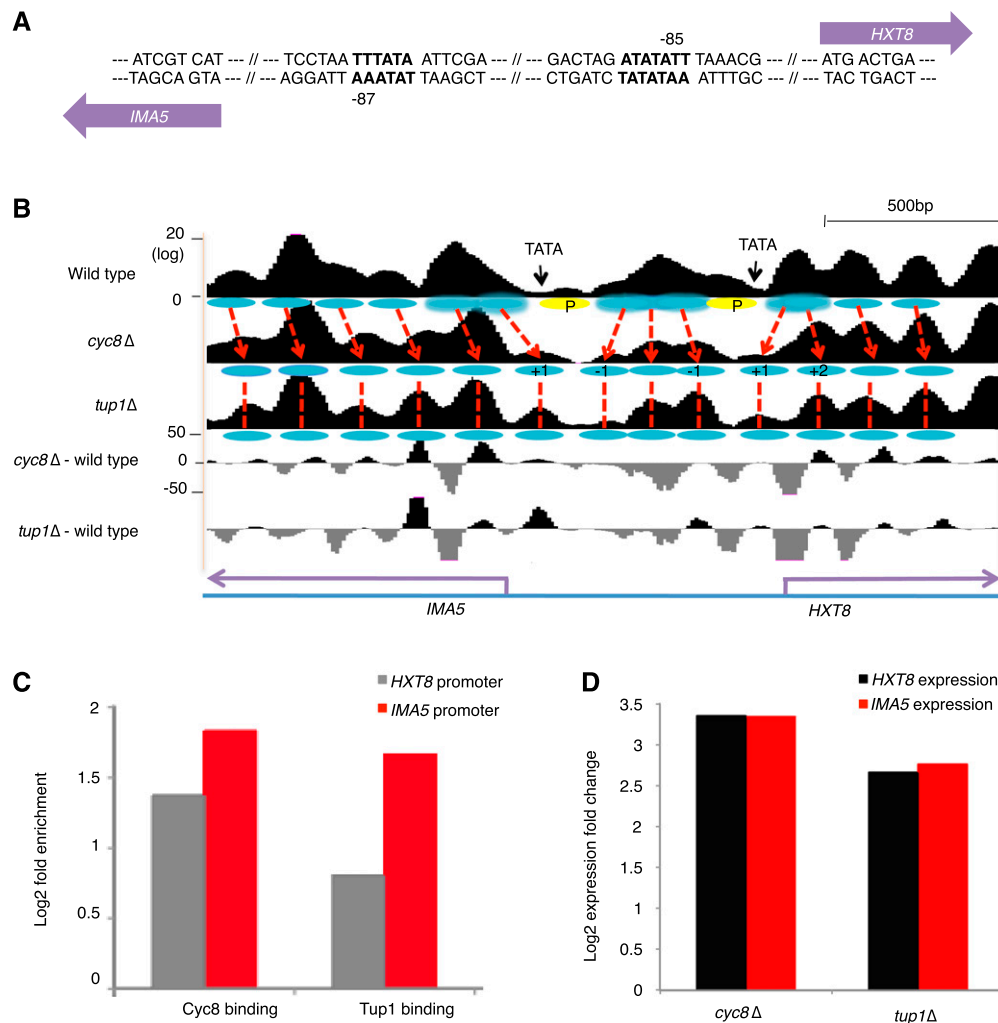 A
-85
HXT8
--- ATCGT CAT --- // --- TCCTAA TTTATA ATTCGA --- // --- GACTAG ATATATT TAAACG --- // --- ATG ACTGA ---
--- TAGCA GTA --- // --- AGGATT AAATAT TAAGCT --- // --- CTGATC TATATAA ATTTGC --- // --- TAC TGACT ---
-87
IMA5
B
500bp
20
(log)
TATA
TATA
Wild type
0
P
P
cyc8 Δ
+1
-1
-1
+1
+2
tup1Δ
50
cyc8 Δ - wild type
0
-50
tup1Δ - wild type
IMA5
HXT8
C
HXT8 promoter
IMA5 promoter
2
1.5
1
0.5
0
Log2 fold enrichment
Cyc8 binding
Tup1 binding
D
HXT8 expression
IMA5 expression
3.5
3
2.5
2
1.5
1
0.5
0
Log2 expression fold change
cyc8 Δ
tup1Δ